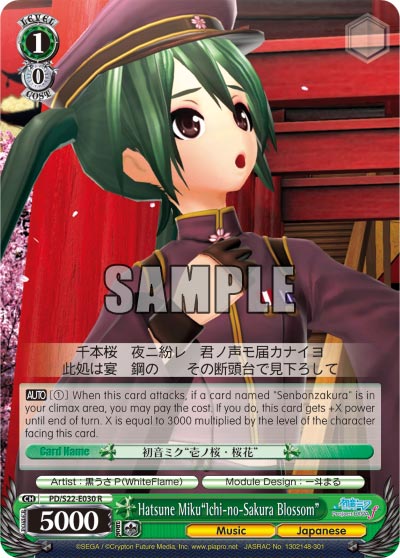 LEVEL
1
0
COST
SAMPLE
千本桜　夜ニ紛レ　君ノ声モ届カナイヨ
此処は宴　鋼の　その断頭台で見下ろして
AUTO [①] When this card attacks, if a card named "Senbonzakura" is in
your climax area, you may pay cost. If you do, this card gets +X power
until end of turn. X is equal to 3000 multiplied by the level of the character
facing this card.
Card Name
初音ミク"壱ノ桜・桜花"
Artist：黒うさP(WhiteFlame)
Module Design：一斗まる
CH PD/S22-E030 R
5000
Hatsune Miku"Ichi-no-Sakura Blossom"
Music
Japanese
©SEGA / ©Crypton Future Media, Inc. www.piapro.net JASRAC No. 1302148-301